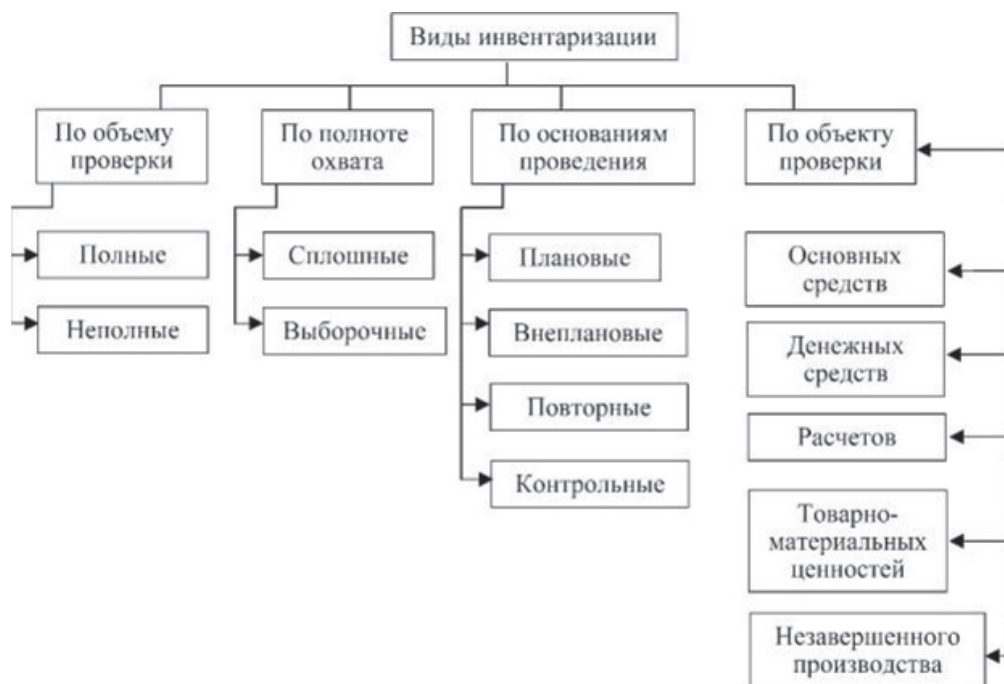 Виды инвентаризации
По объему
проверки
Полные
Неполные
По полноте
охвата
Сплошные
Выборочные
По основаниям
проведения
Плановые
Внеплановые
Повторные
Контрольные
По объекту
проверки
Основных
средств
Денежных
средств
Расчетов
Товарно-
материальных
ценностей
Незавершенного
производства